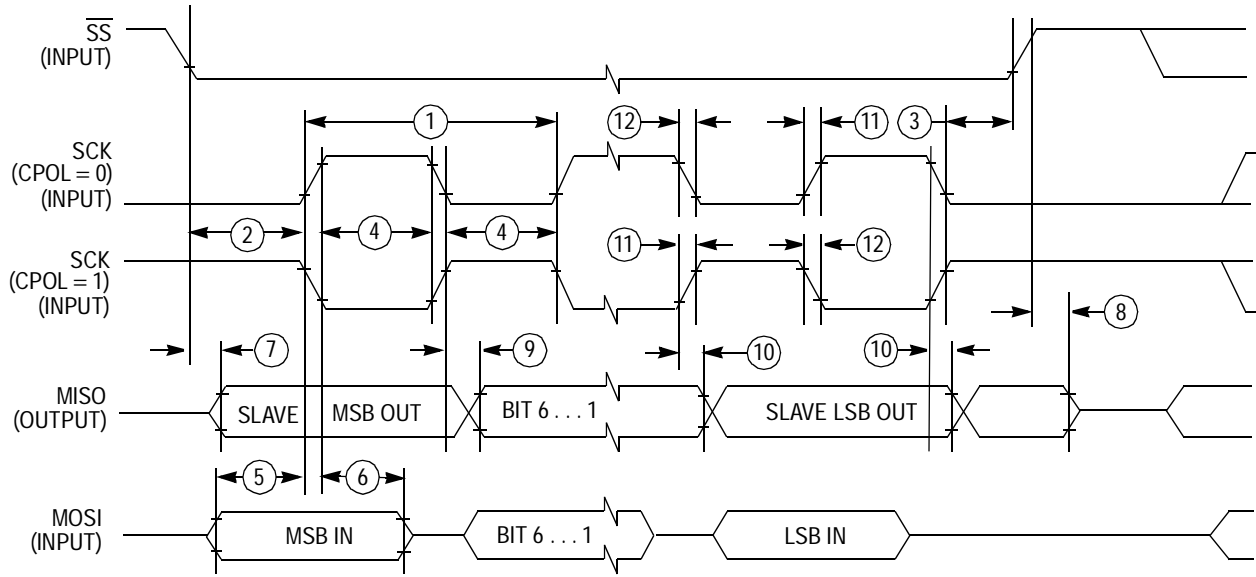 SS
(INPUT)
1
12
11
3
SCK
(CPOL = 0)
(INPUT)
2
4
4
11
12
SCK
(CPOL = 1)
(INPUT)
8
7
9
10
10
MISO
(OUTPUT)
SLAVE MSB OUT
BIT 6 . . . 1
SLAVE LSB OUT
5
6
MOSI
(INPUT)
MSB IN
BIT 6 . . . 1
LSB IN